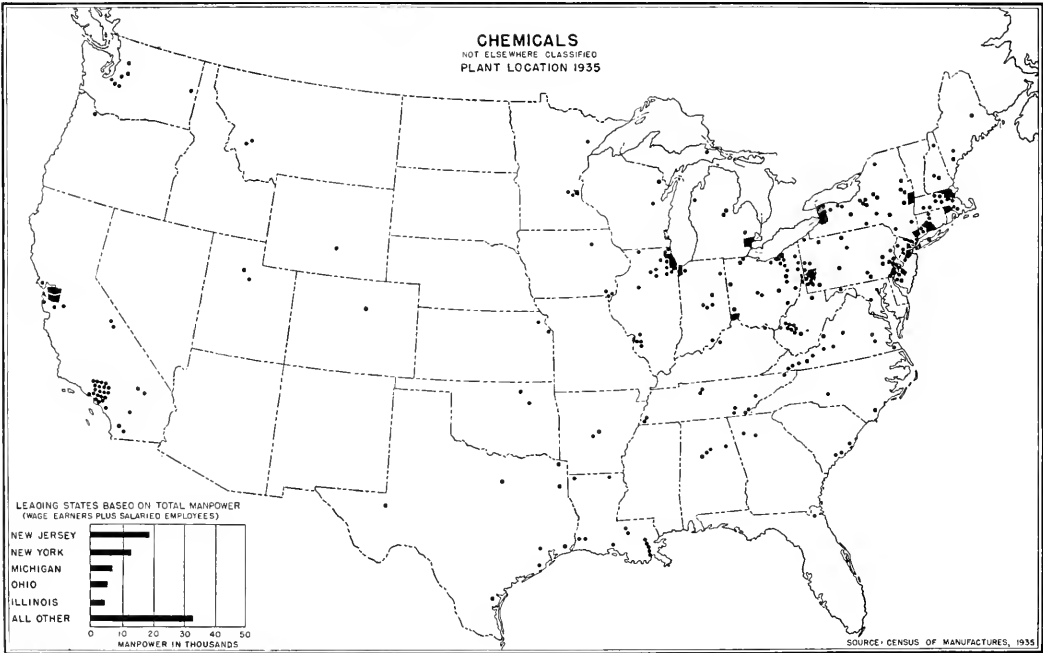 CHEMICALS
NOT ELSEWHERE CLASSIFIED
PLANT LOCATION 1935
LEADING STATES BASED ON TOTAL MANPOWER
(WAGE EARNERS PLUS SALARIED EMPLOYEES)
NEW JERSEY
NEW YORK
MICHIGAN
OHIO
ILLINOIS
ALL OTHER
0 10 20 30 40 50
MANPOWER IN THOUSANDS
SOURCE: CENSUS OF MANUFACTURES, 1935